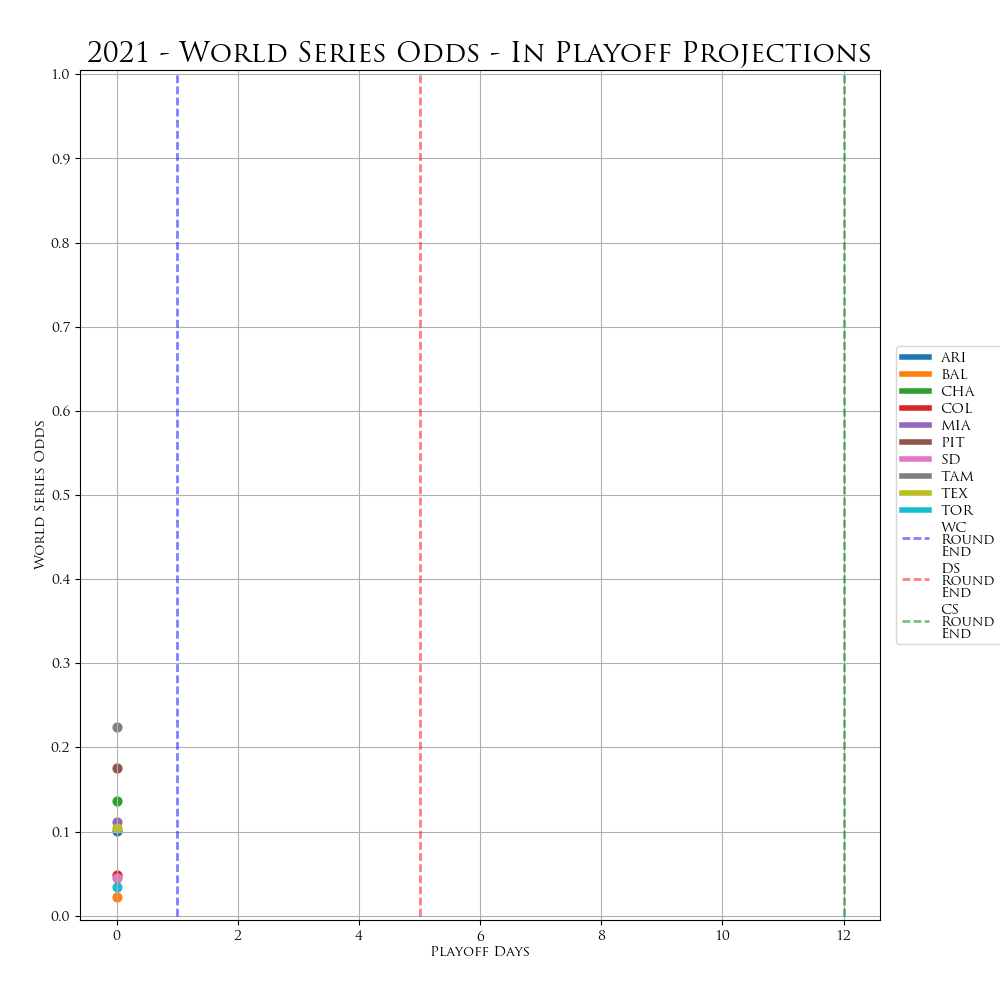 2021 - World Series Odds - In Playoff Projections
1.0
0.9
0.8
0.7
0.6
0.5
0.4
0.3
0.2
0.1
0.0
World Series Odds
0 2 4 6 8 10 12
Playoff Days
ARI
BAL
CHA
COL
MIA
PIT
SD
TAM
TEX
TOR
WC
Round
End
DS
Round
End
CS
Round
End